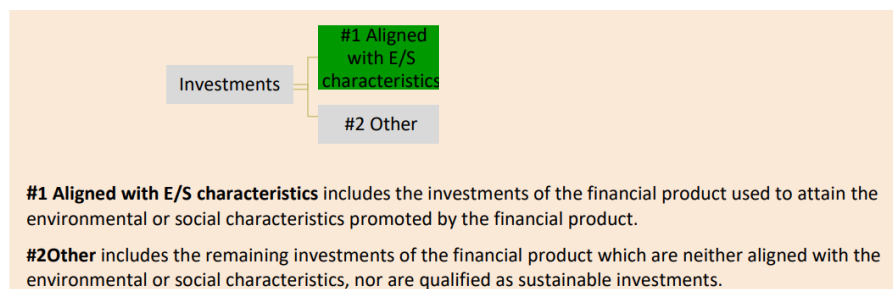 #1 Aligned
with E/S
characteristics
Investments
#2 Other
#1 Aligned with E/S characteristics includes the investments of the financial product used to attain the
environmental or social characteristics promoted by the financial product.
#2Other includes the remaining investments of the financial product which are neither aligned with the
environmental or social characteristics, nor are qualified as sustainable investments.